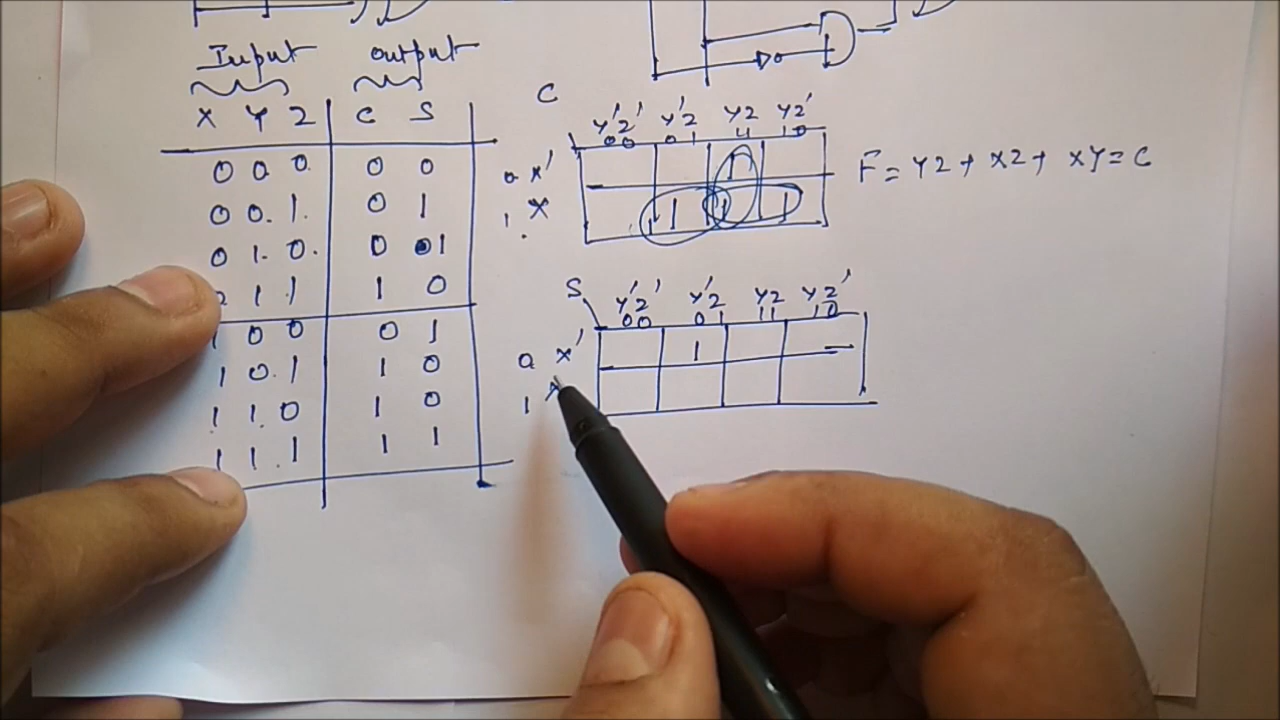 Input output
X Y Z C S
0 0 0 0 0
0 0 1 0 1
0 1 0 0 1
0 1 1 1 0
1 0 0 0 1
1 0 1 1 0
1 1 0 1 0
1 1 1 1 1
C
Y'Z' Y'Z YZ YZ'
00 01 11 10
0 X' 1
1 X 1 1 1
F = YZ + XZ + XY = C
S
Y'Z' Y'Z YZ YZ'
00 01 11 10
0 X' 1
1 X